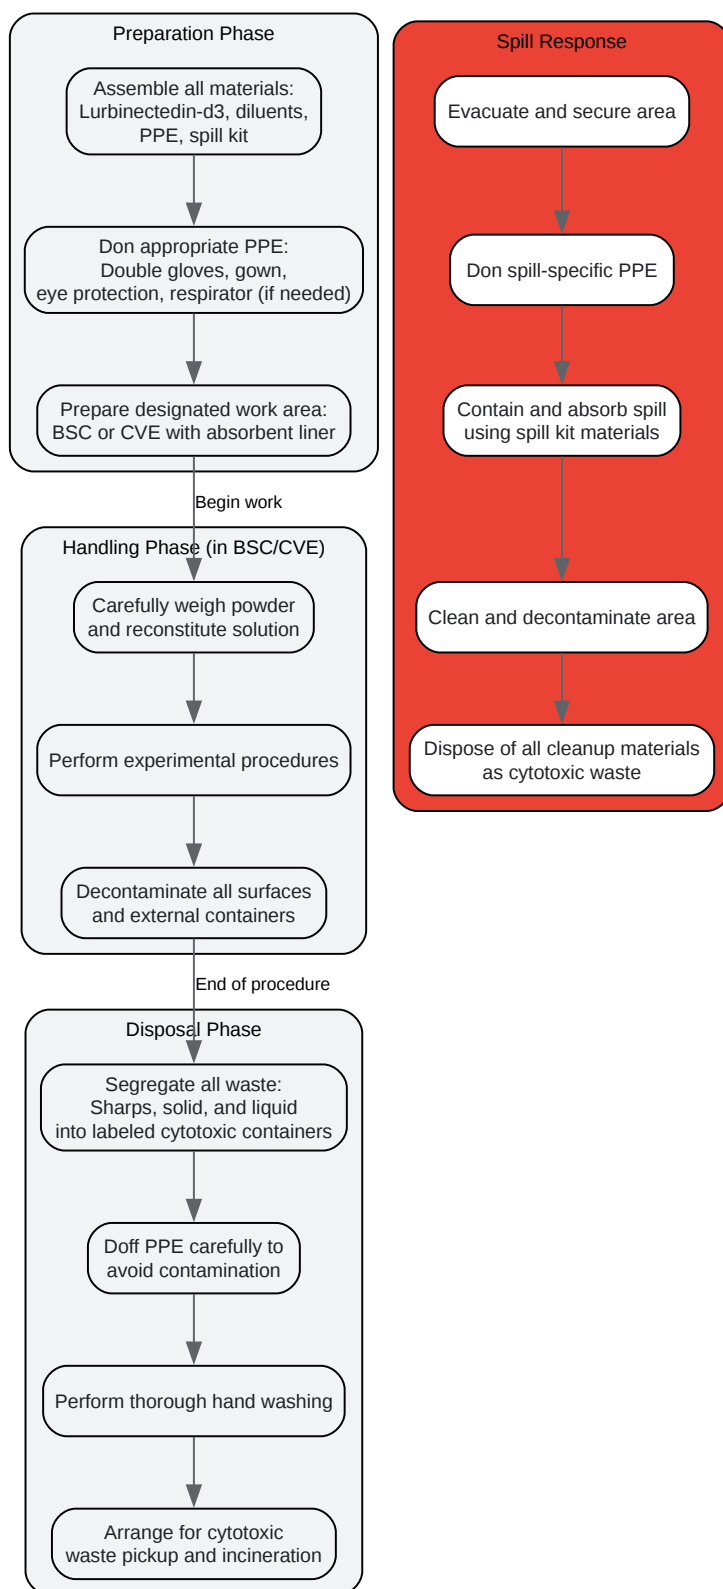 Preparation Phase
Assemble all materials:
Lurbinectedin-d3, diluents,
PPE, spill kit
Don appropriate PPE:
Double gloves, gown,
eye protection, respirator (if needed)
Prepare designated work area:
BSC or CVE with absorbent liner
Begin work
Handling Phase (in BSC/CVE)
Carefully weigh powder
and reconstitute solution
Perform experimental procedures
Decontaminate all surfaces
and external containers
End of procedure
Disposal Phase
Segregate all waste:
Sharps, solid, and liquid
into labeled cytotoxic containers
Doff PPE carefully to
avoid contamination
Perform thorough hand washing
Arrange for cytotoxic
waste pickup and incineration
Spill Response
Evacuate and secure area
Don spill-specific PPE
Contain and absorb spill
using spill kit materials
Clean and decontaminate area
Dispose of all cleanup materials
as cytotoxic waste